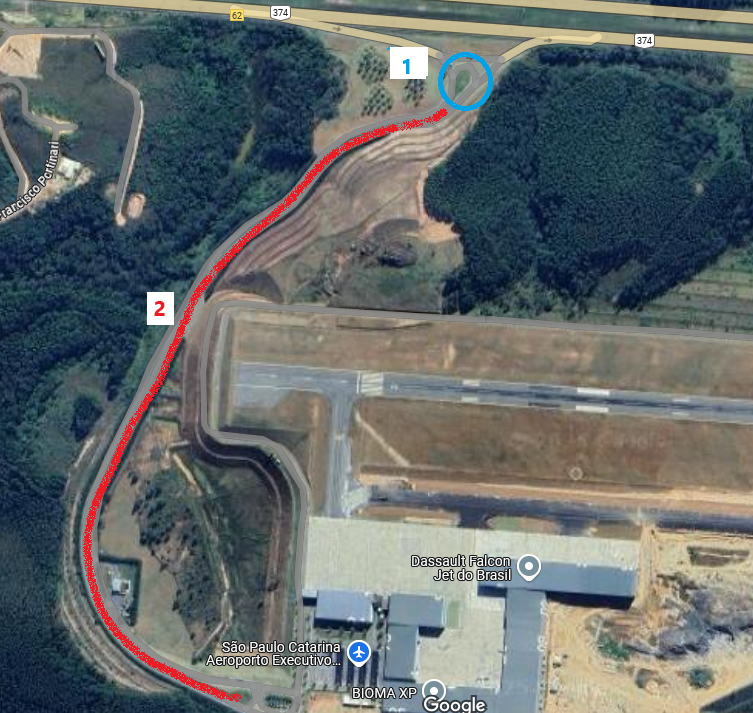 62
374
374
1
Francisco Portinari
2
Dassault Falcon
Jet do Brasil
São Paulo Catarina
Aeroporto Executivo...
BIOMA XP
Google